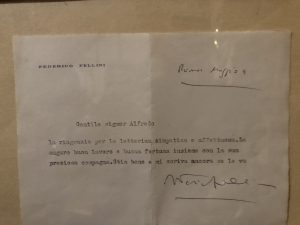 FEDERICO FELLINI
Roma
Gentile signor Alfredo
la ringrazio per la letterina simpatica e affettuosa. Le
auguro buon lavoro e buona fortuna insieme con la sua
preziosa compagna. Stia bene e mi scriva ancora se le va